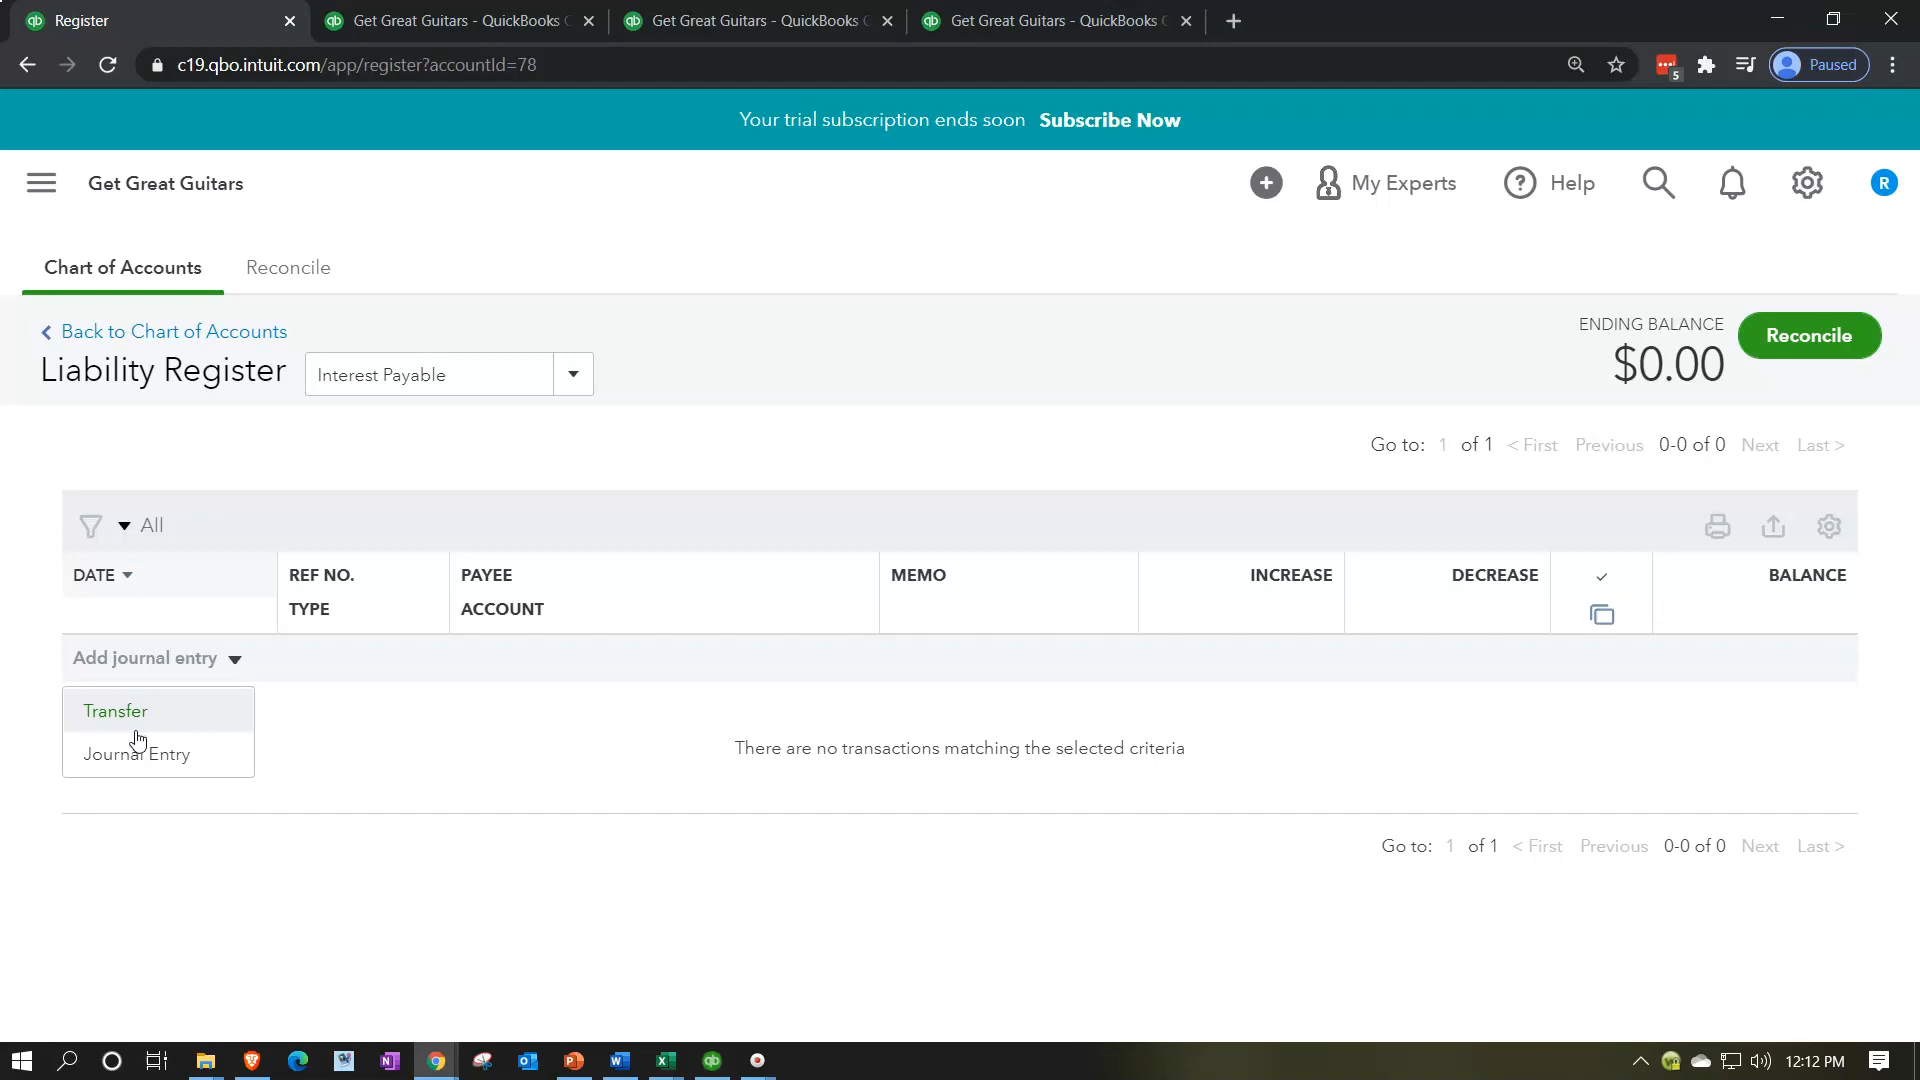 Register
Get Great Guitars - QuickBooks
Get Great Guitars - QuickBooks
Get Great Guitars - QuickBooks
c19.qbo.intuit.com/app/register?accountId=78
5
Paused
Your trial subscription ends soon Subscribe Now
Get Great Guitars
My Experts
Help
R
Chart of Accounts
Reconcile
Back to Chart of Accounts
Liability Register
Interest Payable
ENDING BALANCE
$0.00
Reconcile
Go to: 1 of 1 < First Previous 0-0 of 0 Next Last >
All
DATE
REF NO.
PAYEE
MEMO
INCREASE
DECREASE
✓
BALANCE
TYPE
ACCOUNT
Add journal entry
Transfer
Journal Entry
There are no transactions matching the selected criteria
Go to: 1 of 1 < First Previous 0-0 of 0 Next Last >
12:12 PM